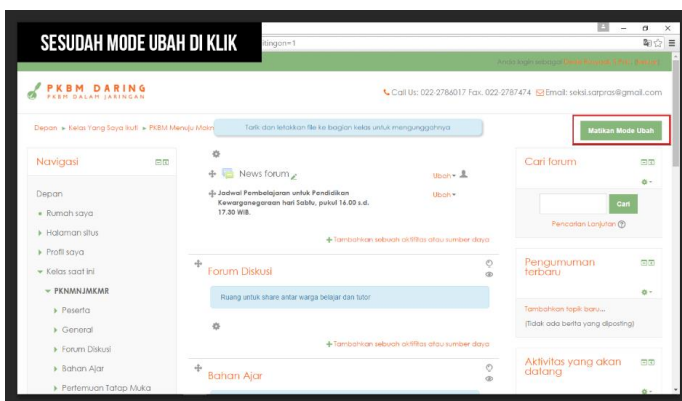 SESUDAH MODE UBAH DI KLIK
itingon=1
Anda login sebagai
PKBM DARING
PKBM DALAM JARINGAN
Call Us: 022-2786017 Fax. 022-2787474
Email: seksi.sarpras@gmail.com
Depan ► Kelas Yang Saya Ikuti ► PKBM Menuju
Tarik dan letakkan file ke bagian kelas untuk mengunggahnya
Matikan Mode Ubah
Navigasi
Depan
Rumah saya
Halaman situs
Profil saya
Kelas saat ini
PKNMNJMKMR
Peserta
General
Forum Diskusi
Bahan Ajar
Pertemuan Tatap Muka
News forum
Ubah
Jadwal Pembelajaran untuk Pendidikan
Kewarganegaraan hari Sabtu, pukul 16.00 s.d.
17.30 WIB.
Ubah
+Tambahkan sebuah aktifitas atau sumber daya
Forum Diskusi
Ruang untuk share antar warga belajar dan tutor
+Tambahkan sebuah aktifitas atau sumber daya
Bahan Ajar
Cari forum
Cari
Pencarian Lanjutan
Pengumuman
terbaru
Tambahkan topik baru...
(Tidak ada berita yang diposting)
Aktivitas yang akan
datang